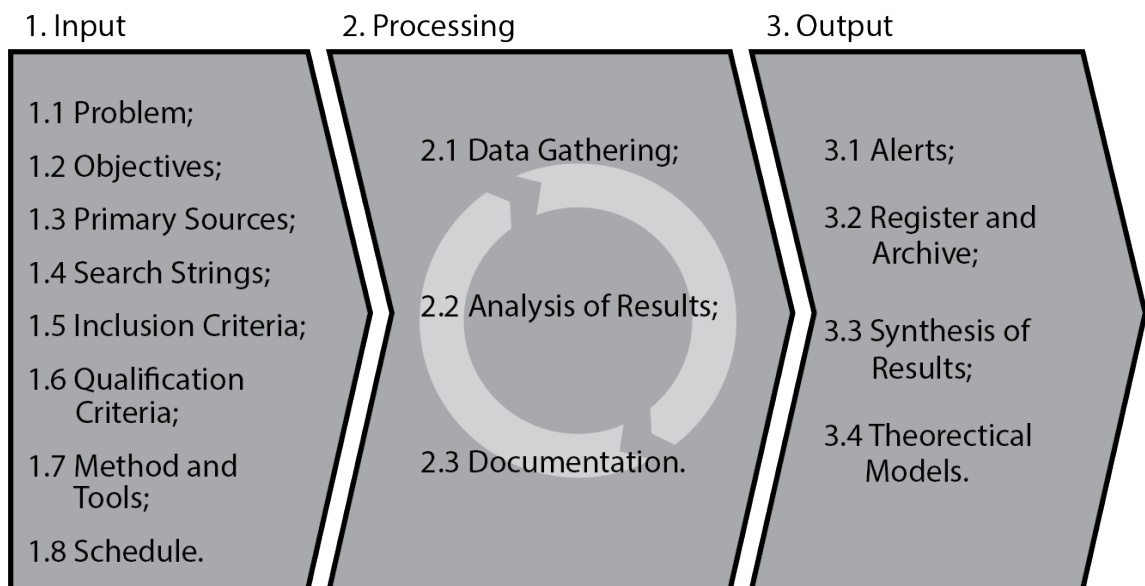 1. Input
1.1 Problem;
1.2 Objectives;
1.3 Primary Sources;
1.4 Search Strings;
1.5 Inclusion Criteria;
1.6 Qualification
Criteria;
1.7 Method and
Tools;
1.8 Schedule.
2. Processing
2.1 Data Gathering;
2.2 Analysis of Results;
2.3 Documentation.
3. Output
3.1 Alerts;
3.2 Register and
Archive;
3.3 Synthesis of
Results;
3.4 Theorectical
Models.